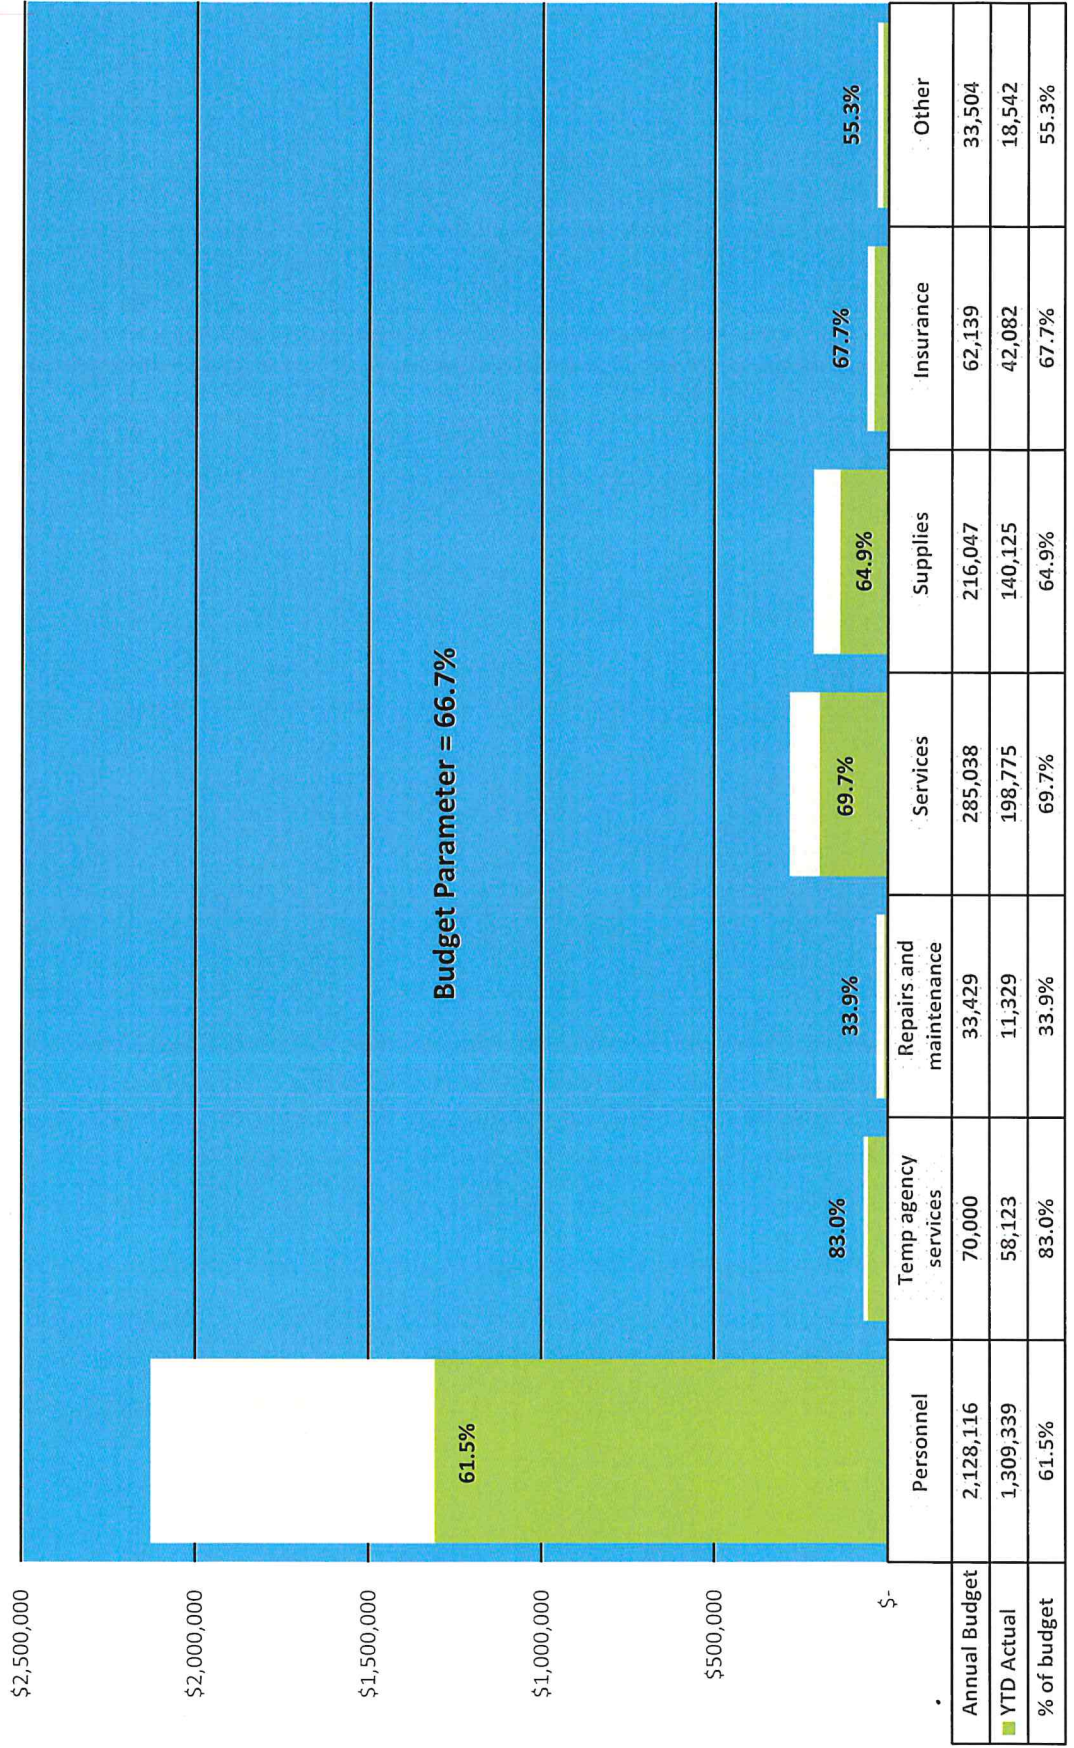 $2,500,000
$2,000,000
$1,500,000
$1,000,000
$500,000
$-
Budget Parameter = 66.7%
61.5%
83.0%
33.9%
69.7%
64.9%
67.7%
55.3%
Personnel Temp agency services Repairs and maintenance Services Supplies Insurance Other
Annual Budget 2,128,116 70,000 33,429 285,038 216,047 62,139 33,504
YTD Actual 1,309,339 58,123 11,329 198,775 140,125 42,082 18,542
% of budget 61.5% 83.0% 33.9% 69.7% 64.9% 67.7% 55.3%